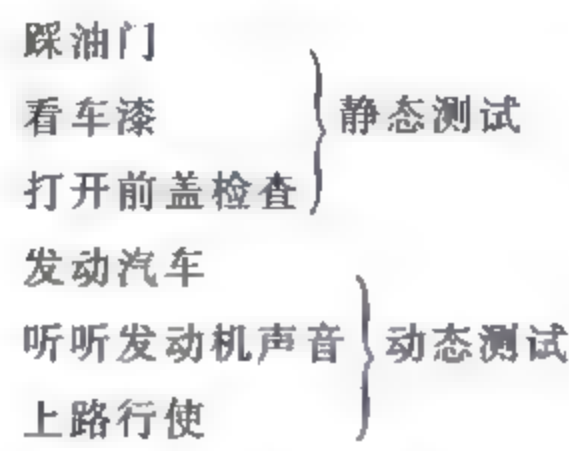 踩油门
看车漆
打开前盖检查
静态测试
发动汽车
听听发动机声音
上路行使
动态测试